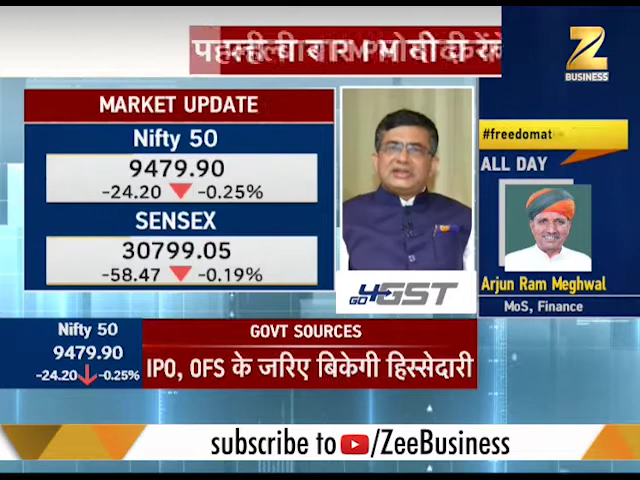 पहली बार
Z
BUSINESS
MARKET UPDATE
Nifty 50
9479.90
-24.20 -0.25%
SENSEX
30799.05
-58.47 -0.19%
#freedomat
ALL DAY
Arjun Ram Meghwal
MoS, Finance
GO4GST
Nifty 50
9479.90
-24.20 -0.25%
GOVT SOURCES
IPO, OFS के जरिए बिकेगी हिस्सेदारी
subscribe to /ZeeBusiness